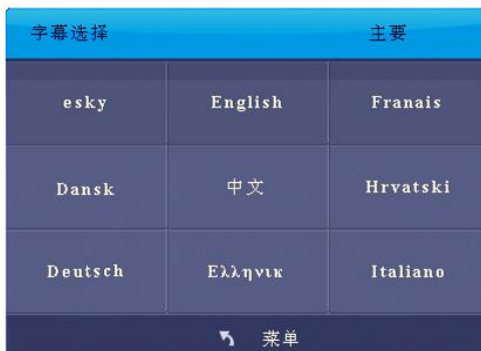 字幕选择 主要
esky English Franais
Dansk 中文 Hrvatski
Deutsch Ελληνικ Italiano
菜单